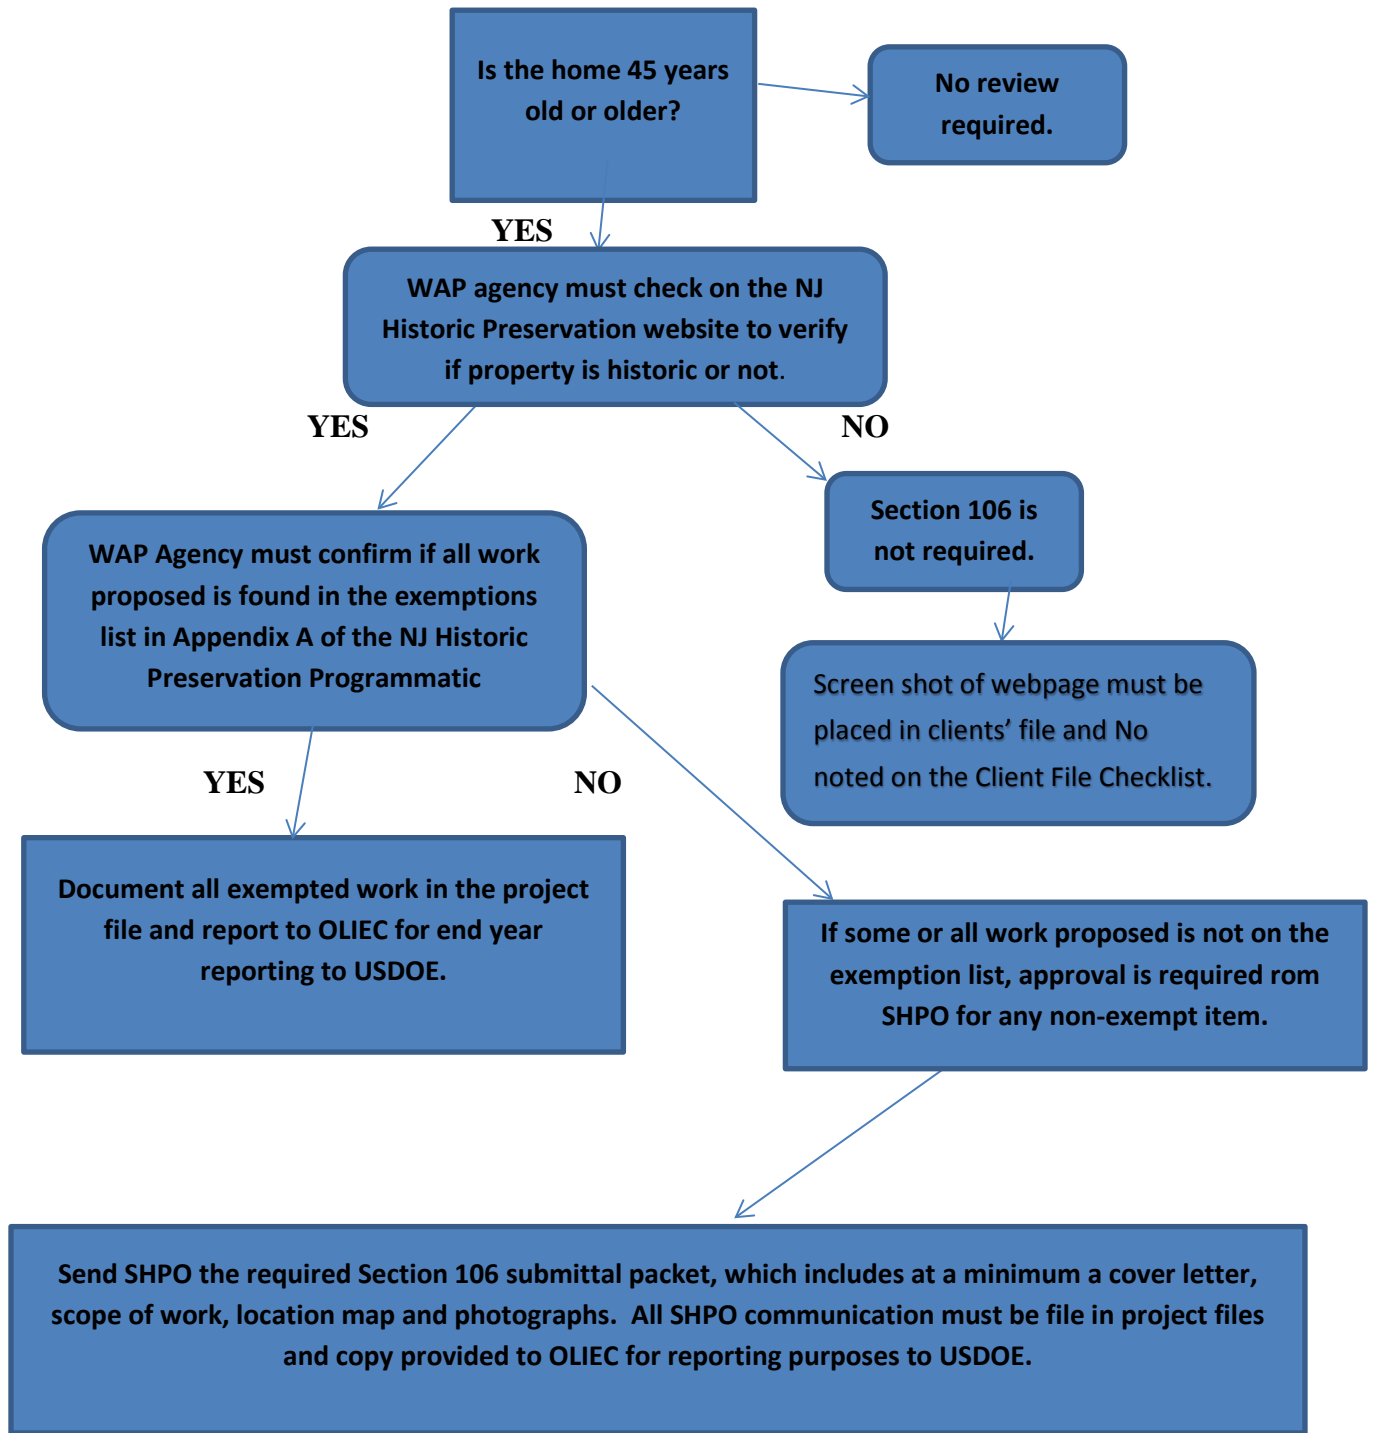 Is the home 45 years
old or older?
No review
required.
YES
WAP agency must check on the NJ
Historic Preservation website to verify
if property is historic or not.
YES
NO
WAP Agency must confirm if all work
proposed is found in the exemptions
list in Appendix A of the NJ Historic
Preservation Programmatic
Section 106 is
not required.
Screen shot of webpage must be
placed in clients’ file and No
noted on the Client File Checklist.
YES
NO
Document all exempted work in the project
file and report to OLIEC for end year
reporting to USDOE.
If some or all work proposed is not on the
exemption list, approval is required rom
SHPO for any non-exempt item.
Send SHPO the required Section 106 submittal packet, which includes at a minimum a cover letter,
scope of work, location map and photographs.  All SHPO communication must be file in project files
and copy provided to OLIEC for reporting purposes to USDOE.